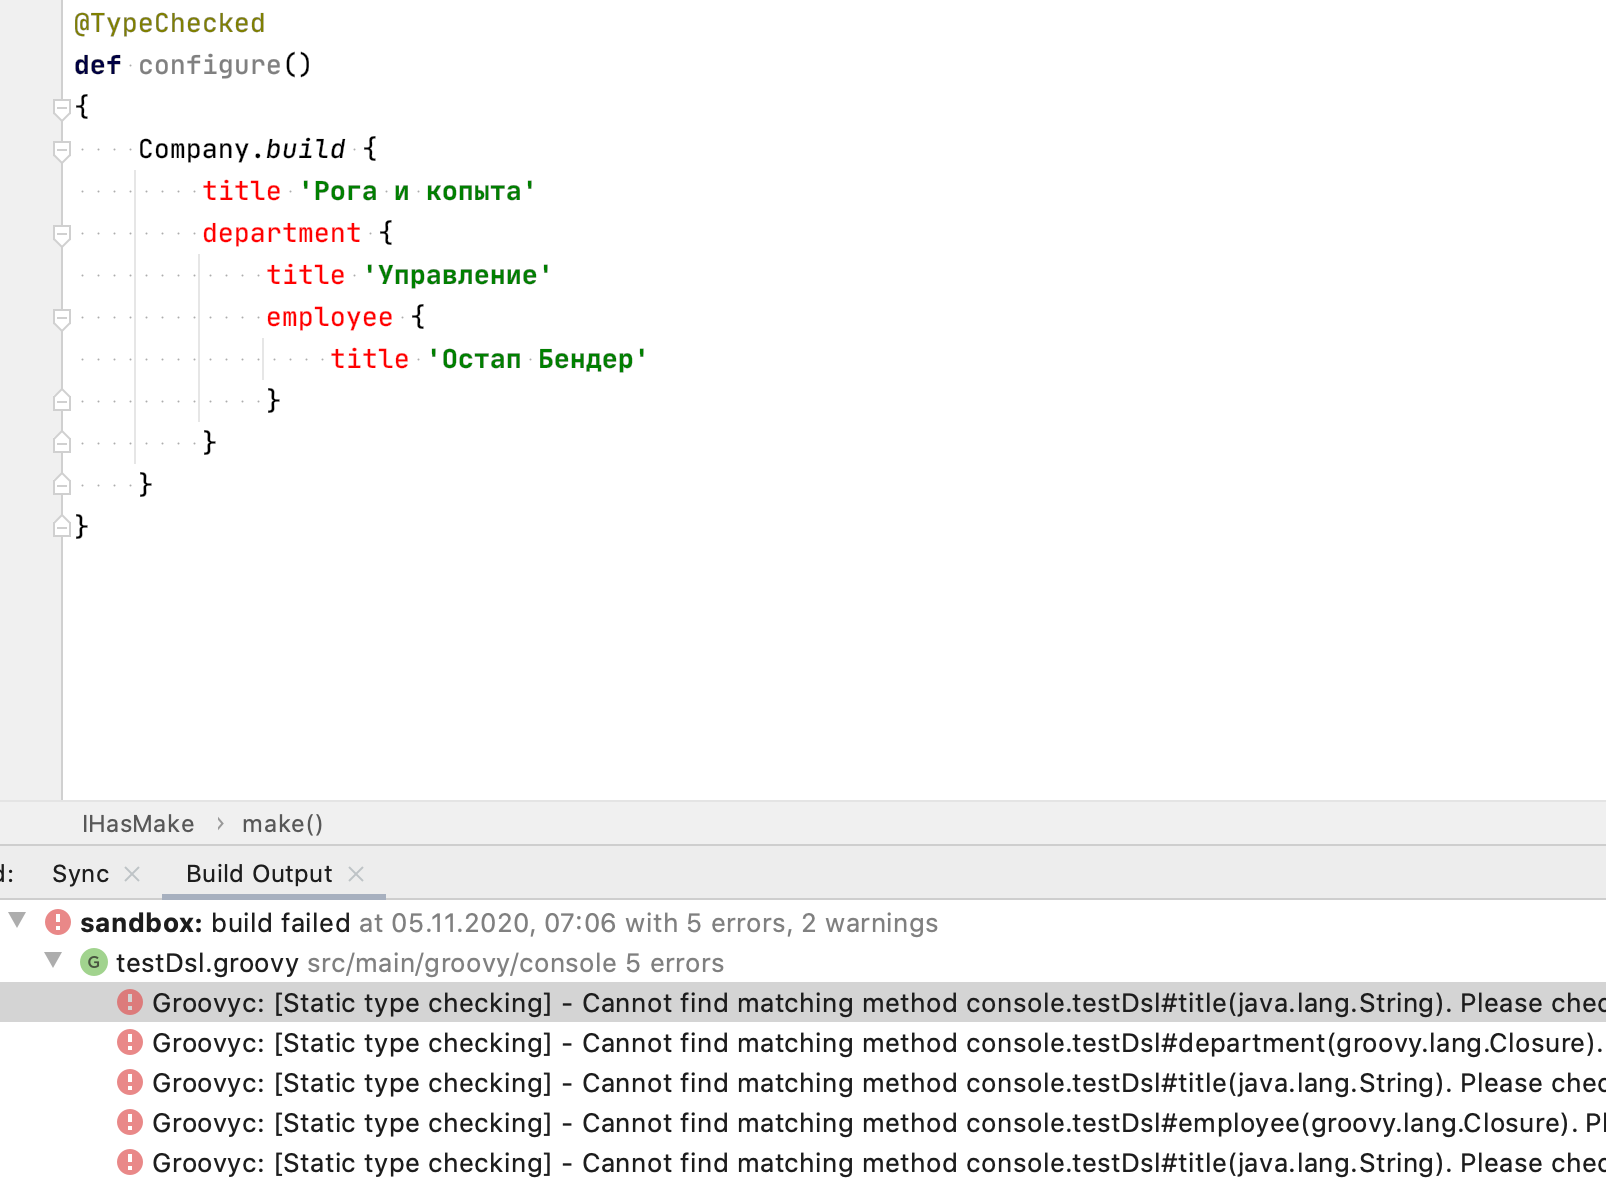 @TypeChecked
def configure()
{
Company.build {
title 'Рога и копыта'
department {
title 'Управление'
employee {
title 'Остап Бендер'
}
}
}
}
IHasMake › make()
d: Sync × Build Output ×
sandbox: build failed at 05.11.2020, 07:06 with 5 errors, 2 warnings
G testDsl.groovy src/main/groovy/console 5 errors
Groovyc: [Static type checking] - Cannot find matching method console.testDsl#title(java.lang.String). Please chec
Groovyc: [Static type checking] - Cannot find matching method console.testDsl#department(groovy.lang.Closure).
Groovyc: [Static type checking] - Cannot find matching method console.testDsl#title(java.lang.String). Please chec
Groovyc: [Static type checking] - Cannot find matching method console.testDsl#employee(groovy.lang.Closure). Pl
Groovyc: [Static type checking] - Cannot find matching method console.testDsl#title(java.lang.String). Please chec